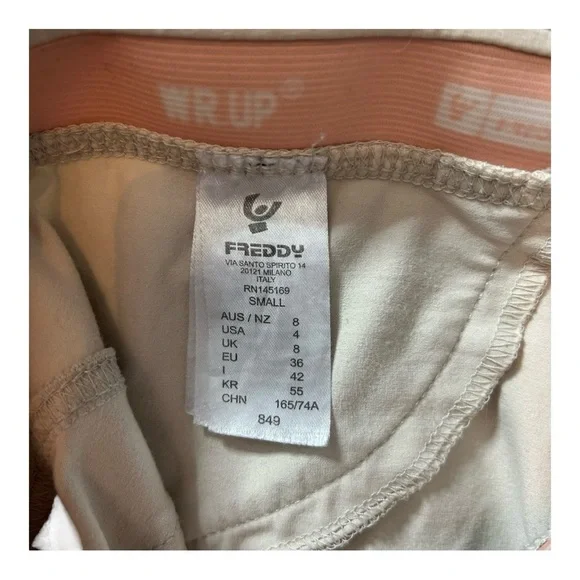 WR.UP®
FREDDY
VIA SANTO SPIRITO 14
20121 MILANO
ITALY
RN145169
SMALL
AUS / NZ 8
USA 4
UK 8
EU 36
I 42
KR 55
CHN 165/74A
849